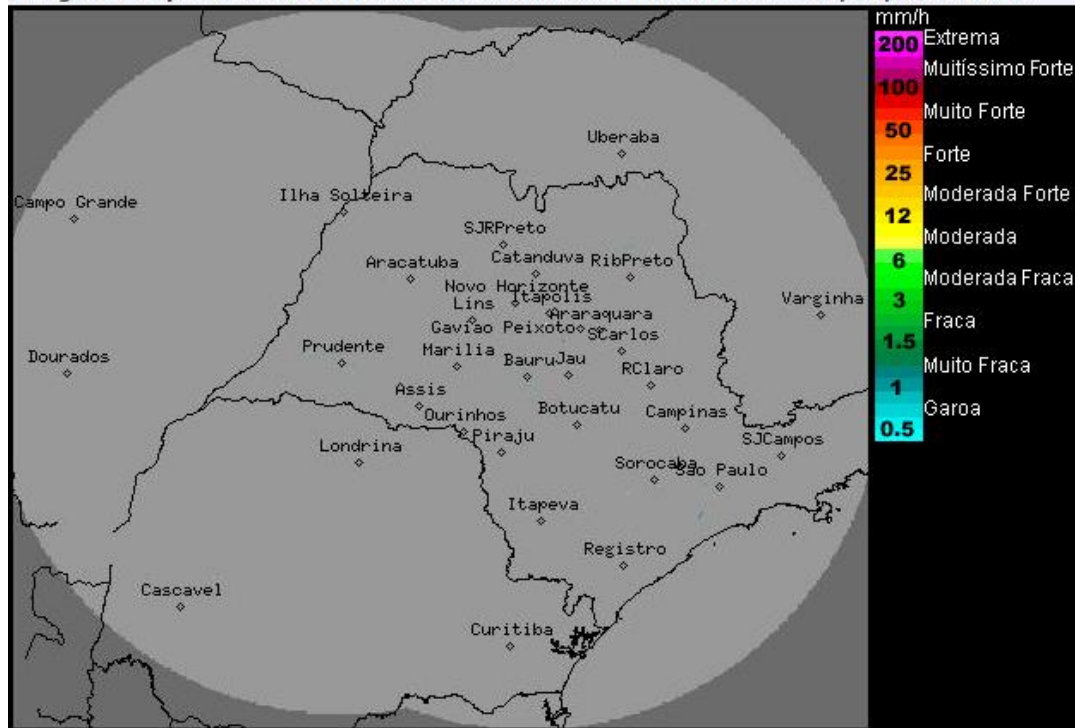 mm/h
200 Extrema
Muitíssimo Forte
100
Muito Forte
50
Forte
25
Moderada Forte
12
Moderada
6
Moderada Fraca
3
Fraca
1.5
Muito Fraca
1
Garoa
0.5
Uberaba
Ilha Solteira
Campo Grande
SJRPreto
Catanduva
RibPreto
Aracatuba
Novo Horizonte
Itapolis
Lins
Araraquara
Varginha
Gaviao Peixoto
SCarlos
Prudente
Marilia
Dourados
Bauru
Jau
RClaro
Assis
Ourinhos
Botucatu
Campinas
Piraju
SJCampos
Londrina
Sorocaba
Sao Paulo
Itapeva
Registro
Cascavel
Curitiba